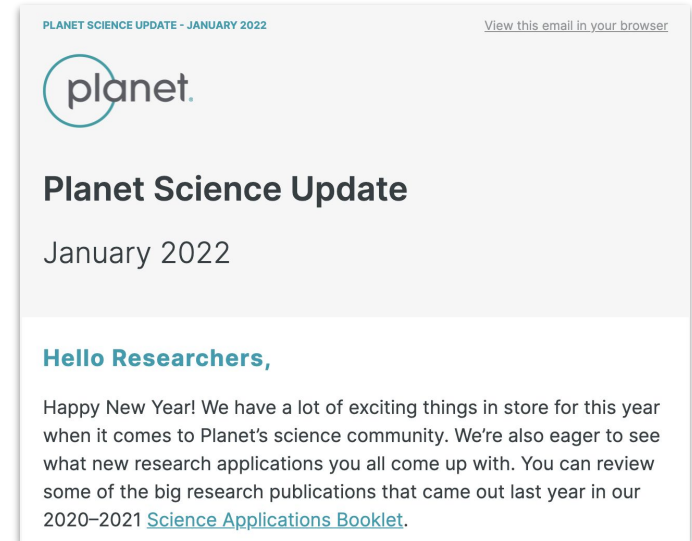 PLANET SCIENCE UPDATE - JANUARY 2022 View this email in your browser
planet.
Planet Science Update
January 2022
Hello Researchers,
Happy New Year! We have a lot of exciting things in store for this year
when it comes to Planet’s science community. We’re also eager to see
what new research applications you all come up with. You can review
some of the big research publications that came out last year in our
2020–2021 Science Applications Booklet.